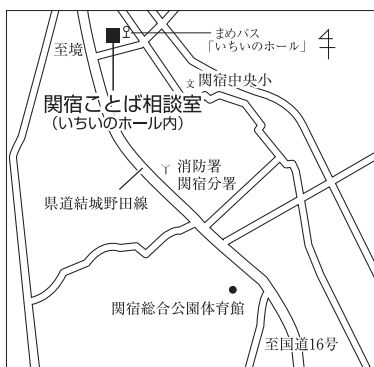 まめバス
「いちいのホール」
至境
関宿中央小
関宿ことば相談室
(いちいのホール内)
消防署
関宿分署
県道結城野田線
関宿総合公園体育館
至国道16号